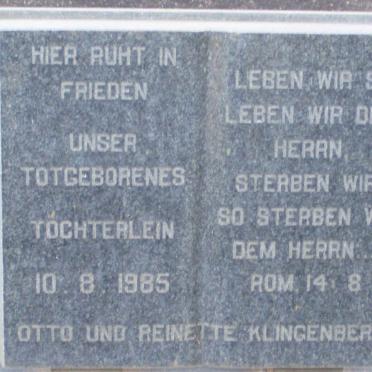 HIER RUHT IN
FRIEDEN
UNSER
TOTGEBORENES
TÖCHTERLEIN
10 8 1985
LEBEN WIR S
LEBEN WIR D
HERRN,
STERBEN WIR
SO STERBEN W
DEM HERRN...
RÖM 14 8
OTTO UND REINETTE KLINGENBER